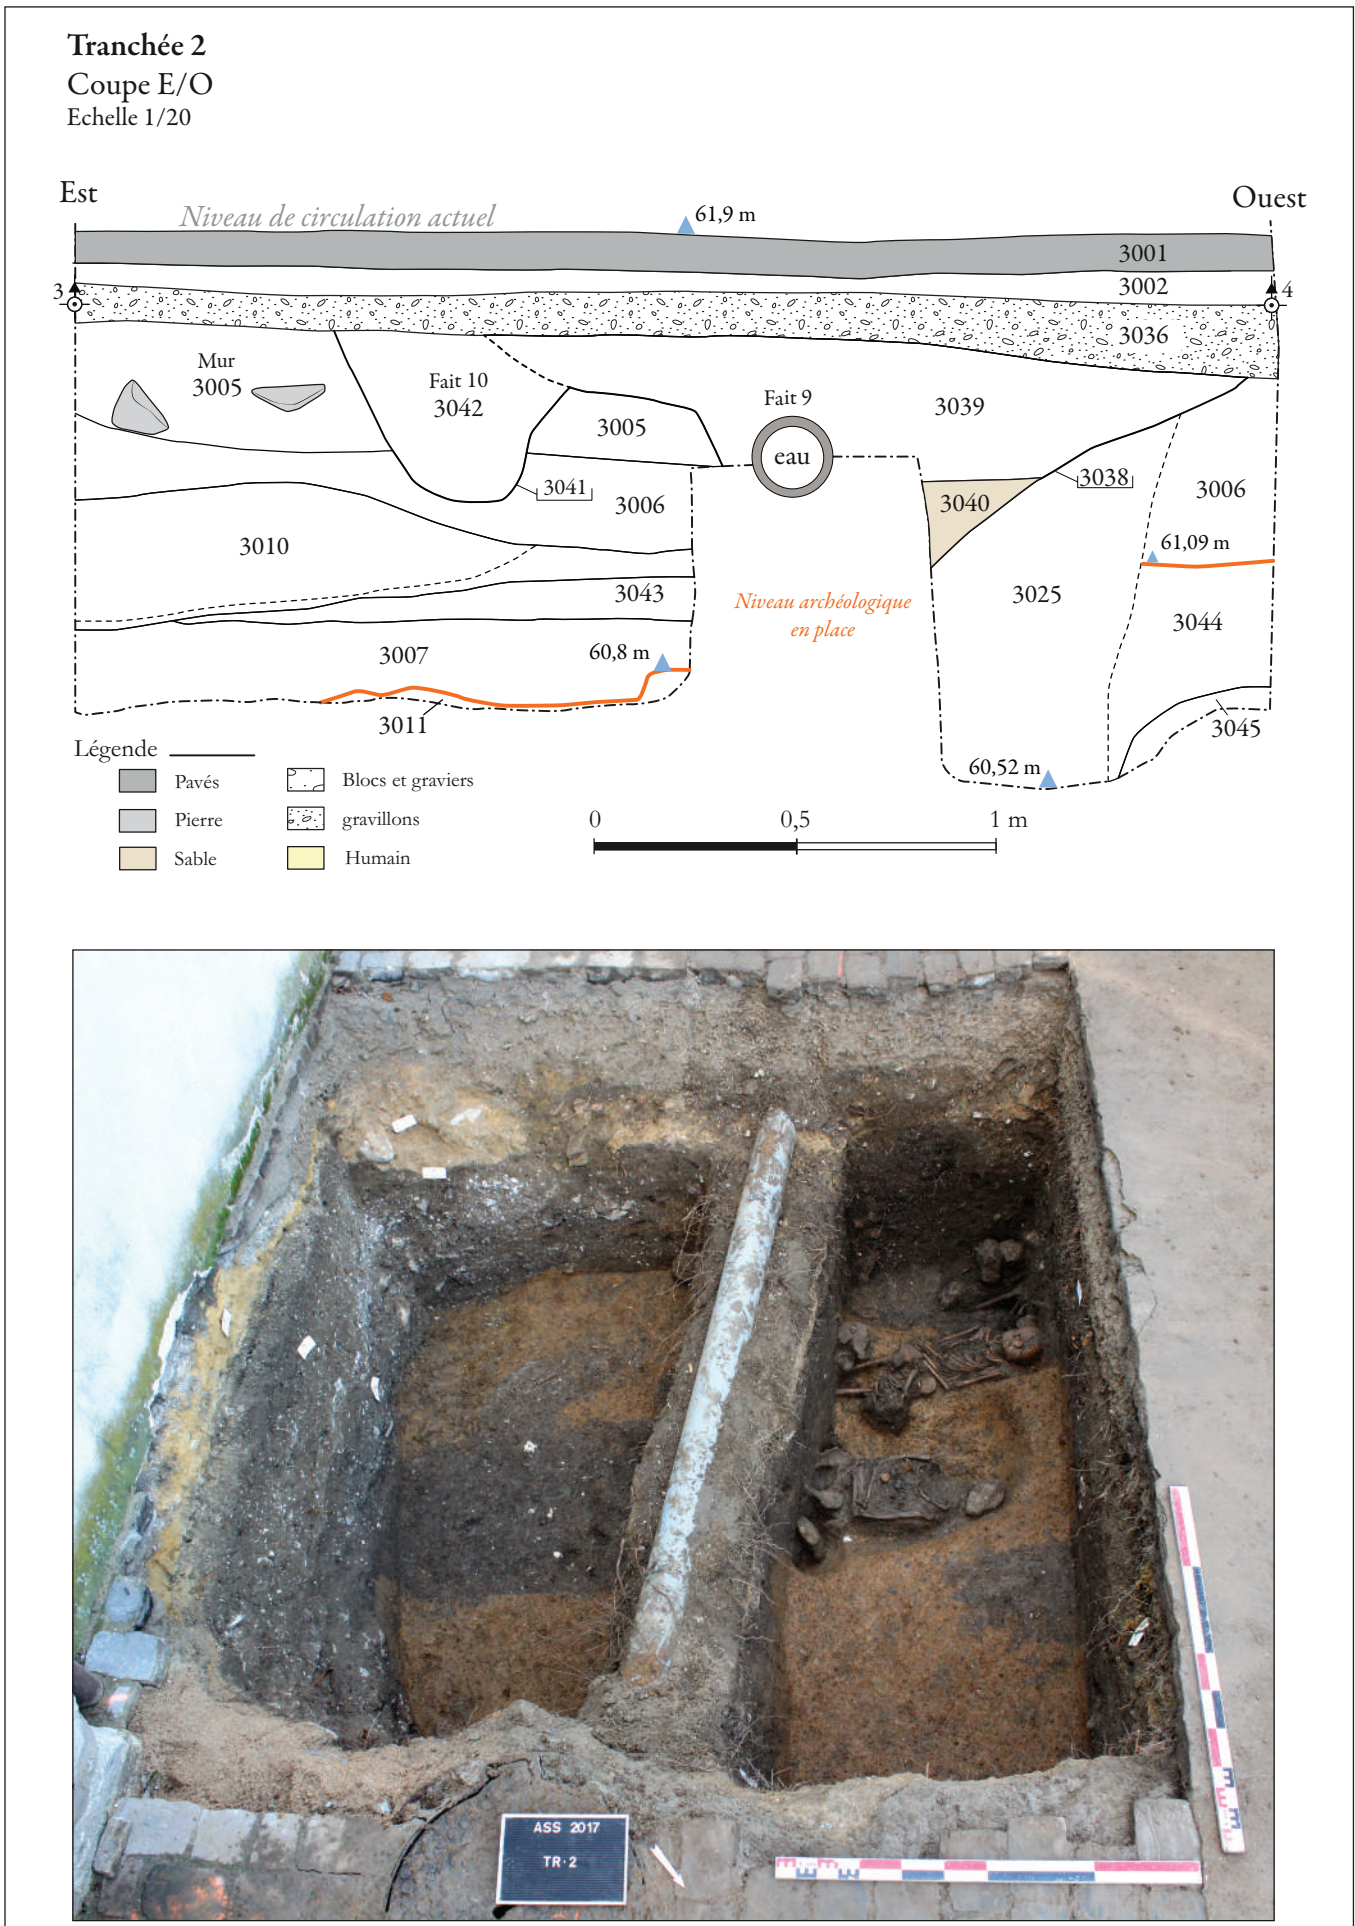 Tranchée 2
Coupe E/O
Echelle 1/20
Est
Ouest
Niveau de circulation actuel
61,9 m
3001
3002
3
4
3036
Mur
3005
Fait 10
3042
Fait 9
3039
3005
eau
3041
3038
3006
3040
3006
3010
61,09 m
3043
Niveau archéologique
en place
3025
3044
3007
60,8 m
3011
3045
60,52 m
Légende
Pavés
Blocs et graviers
Pierre
gravillons
Sable
Humain
0
0,5
1 m
ASS 2017
TR·2